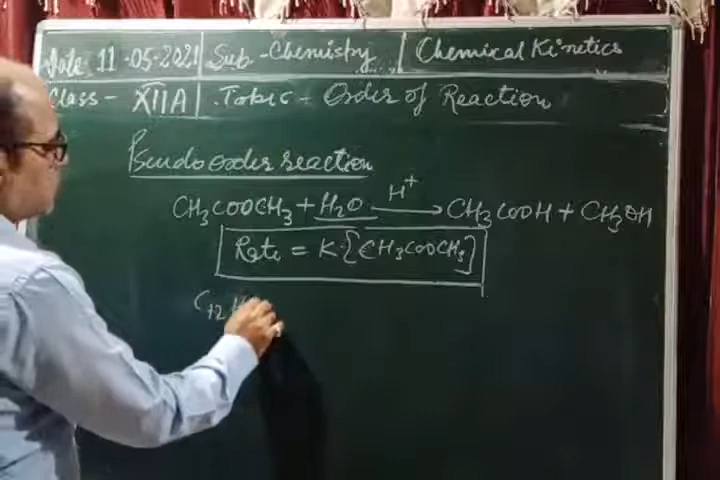 Date 11-05-2021 Sub-Chemistry Chemical Kinetics
Class - XIIA Topic - Order of Reaction
Pseudo order reaction
CH₃COOCH₃ + H₂O H⁺ → CH₃COOH + CH₃OH
Rate = K[CH₃COOCH₃]
C₁₂H